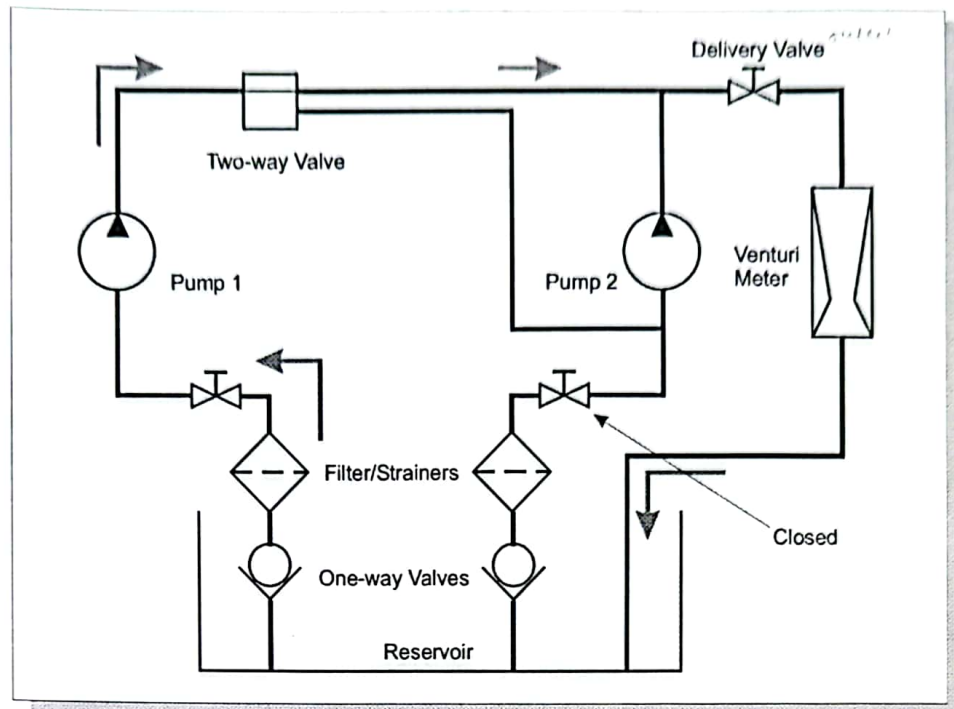 Delivery Valve
Two-way Valve
Pump 1
Pump 2
Venturi
Meter
Filter/Strainers
Closed
One-way Valves
Reservoir